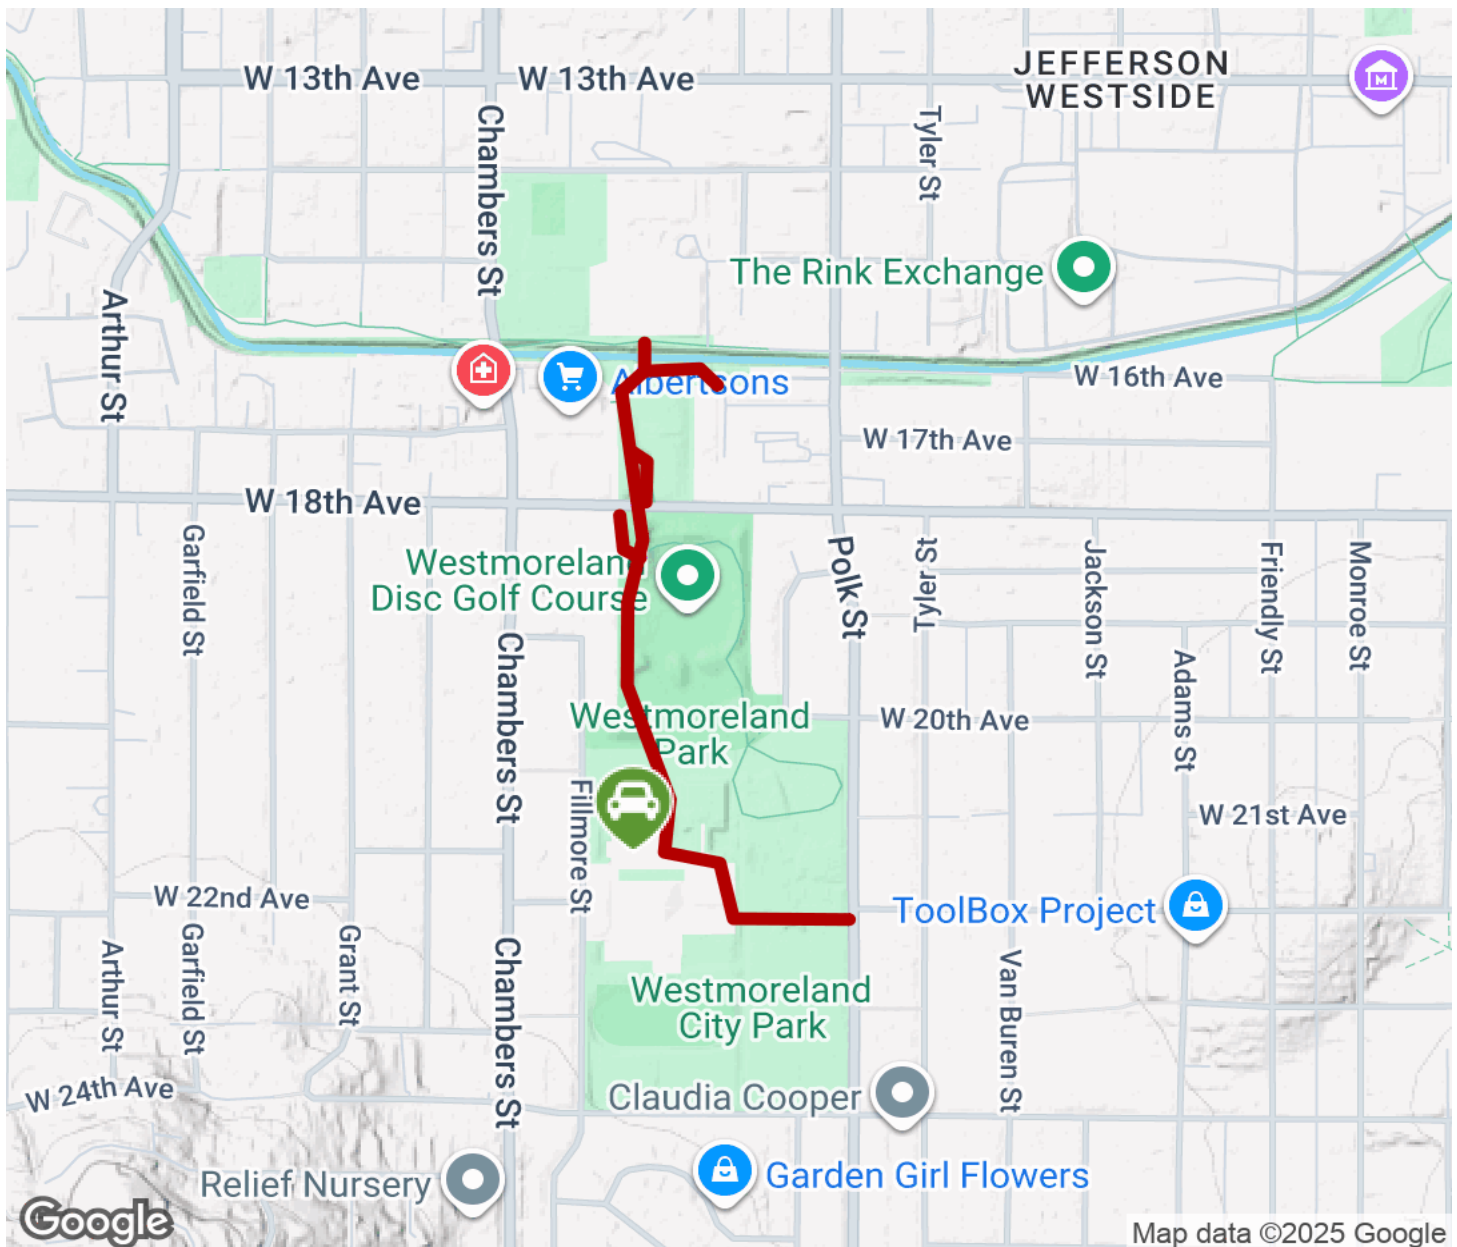 W 13th Ave
W 13th Ave
JEFFERSON
WESTSIDE
M
Chambers St
Tyler St
The Rink Exchange
Arthur St
Albertsons
W 16th Ave
W 17th Ave
W 18th Ave
Garfield St
Westmoreland
Disc Golf Course
Polk St
Tyler St
Jackson St
Friendly St
Monroe St
Chambers St
Adams St
Westmoreland
Park
W 20th Ave
Fillmore St
W 21st Ave
W 22nd Ave
ToolBox Project
Arthur St
Garfield St
Grant St
Chambers St
Westmoreland
City Park
Van Buren St
W 24th Ave
Claudia Cooper
Relief Nursery
Garden Girl Flowers
Google
Map data ©2025 Google